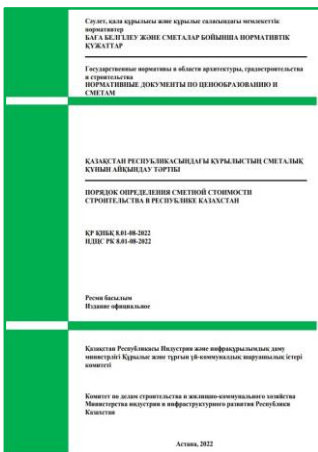 Сәулет, қала құрылысы және құрылыс саласындағы мемлекеттік
нормативтер
БАҒА БЕЛГІЛЕУ ЖӘНЕ СМЕТАЛАР БОЙЫНША НОРМАТИВТІК
ҚҰЖАТТАР
Государственные нормативы в области архитектуры, градостроительства
и строительства
НОРМАТИВНЫЕ ДОКУМЕНТЫ ПО ЦЕНООБРАЗОВАНИЮ И
СМЕТАМ
ҚАЗАҚСТАН РЕСПУБЛИКАСЫНДАҒЫ ҚҰРЫЛЫСТЫҢ СМЕТАЛЫҚ
ҚҰНЫН АЙҚЫНДАУ ТӘРТІБІ
ПОРЯДОК ОПРЕДЕЛЕНИЯ СМЕТНОЙ СТОИМОСТИ
СТРОИТЕЛЬСТВА В РЕСПУБЛИКЕ КАЗАХСТАН
ҚР ҚНБҚ 8.01-08-2022
НДЦС РК 8.01-08-2022
Ресми басылым
Издание официальное
Қазақстан Республикасы Индустрия және инфрақұрылымдық даму
министрлігі Құрылыс және тұрғын үй-коммуналдық шаруашылық істері
комитеті
Комитет по делам строительства и жилищно-коммунального хозяйства
Министерства индустрии и инфраструктурного развития Республики
Казахстан
Астана, 2022